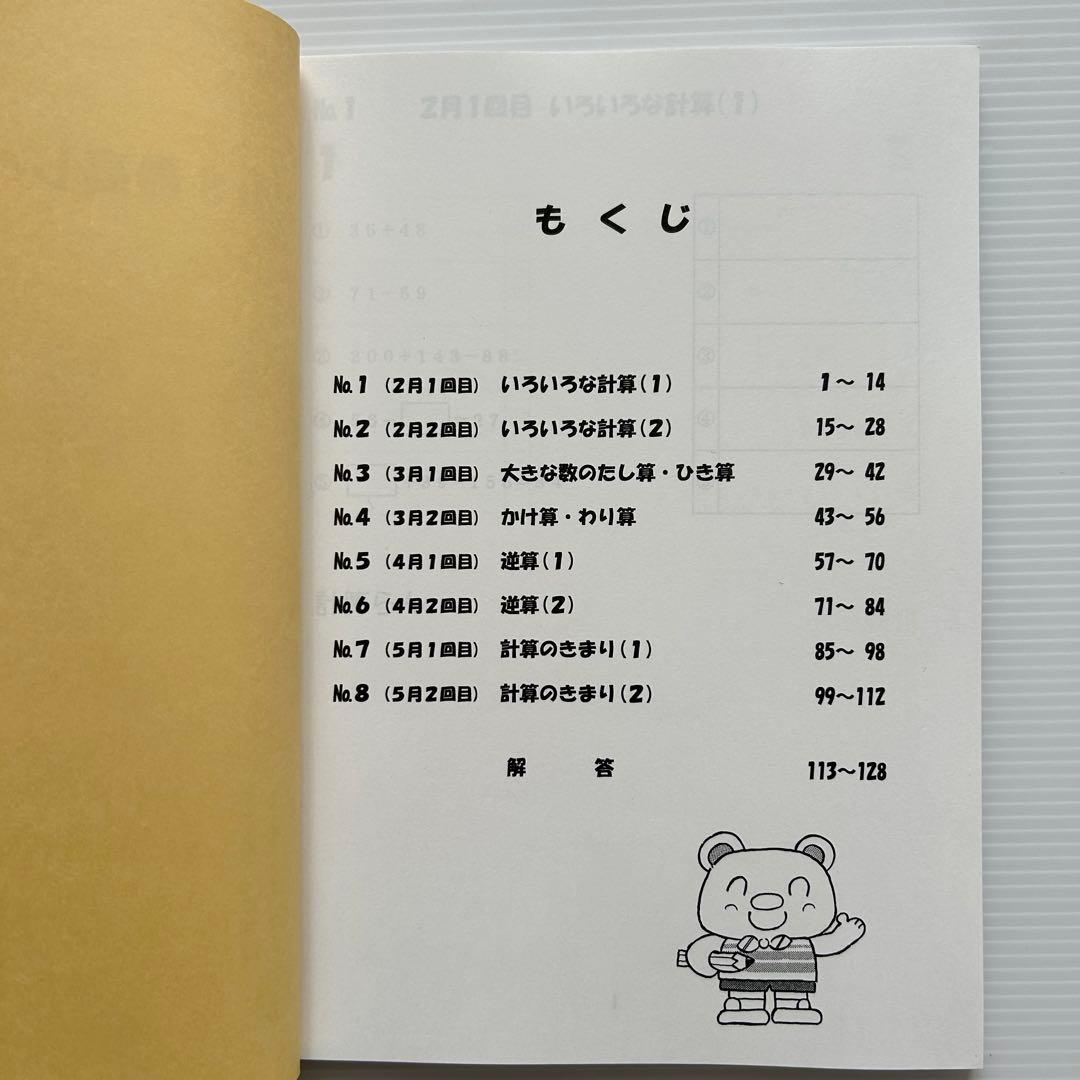 もくじ
No.1 （2月1回目） いろいろな計算（1） 1～ 14
No.2 （2月2回目） いろいろな計算（2） 15～ 28
No.3 （3月1回目） 大きな数のたし算・ひき算 29～ 42
No.4 （3月2回目） かけ算・わり算 43～ 56
No.5 （4月1回目） 逆算（1） 57～ 70
No.6 （4月2回目） 逆算（2） 71～ 84
No.7 （5月1回目） 計算のきまり（1） 85～ 98
No.8 （5月2回目） 計算のきまり（2） 99～112
解 答 113～128